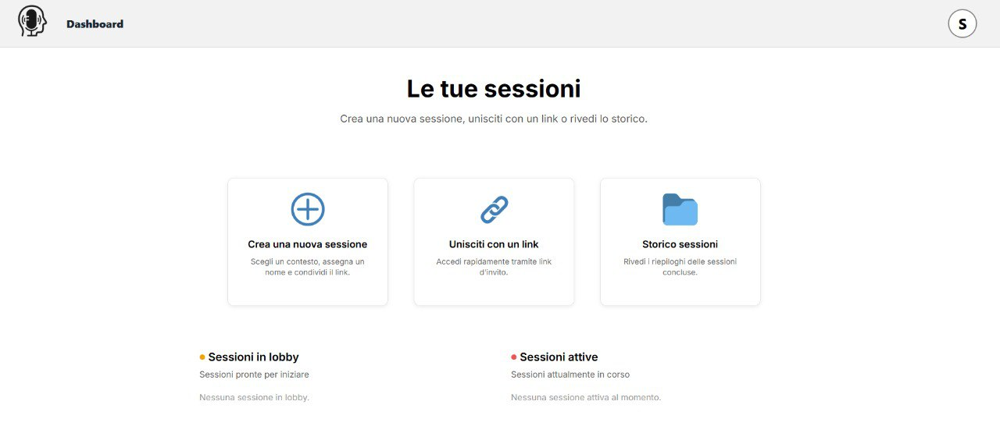 Dashboard
S
Le tue sessioni
Crea una nuova sessione, unisciti con un link o rivedi lo storico.
Crea una nuova sessione
Scegli un contesto, assegna un
nome e condividi il link.
Unisciti con un link
Accedi rapidamente tramite link
d'invito.
Storico sessioni
Rivedi i riepiloghi delle sessioni
concluse.
Sessioni in lobby
Sessioni pronte per iniziare
Nessuna sessione in lobby.
Sessioni attive
Sessioni attualmente in corso
Nessuna sessione attiva al momento.